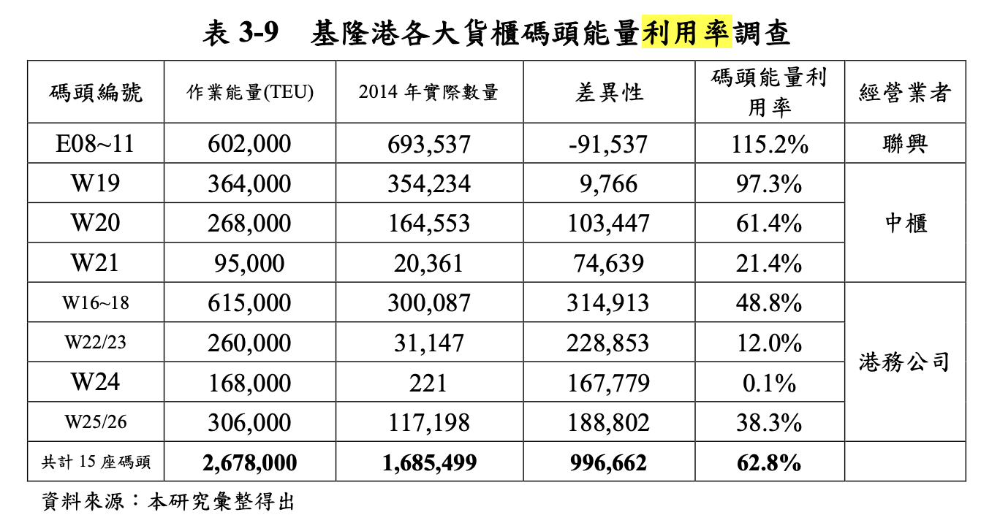 表 3-9 基隆港各大貨櫃碼頭能量利用率調查
碼頭編號 作業能量(TEU) 2014 年實際數量 差異性 碼頭能量利用率 經營業者
E08~11 602,000 693,537 -91,537 115.2% 聯興
W19 364,000 354,234 9,766 97.3% 中櫃
W20 268,000 164,553 103,447 61.4%
W21 95,000 20,361 74,639 21.4%
W16~18 615,000 300,087 314,913 48.8% 港務公司
W22/23 260,000 31,147 228,853 12.0%
W24 168,000 221 167,779 0.1%
W25/26 306,000 117,198 188,802 38.3%
共計 15 座碼頭 2,678,000 1,685,499 996,662 62.8%
資料來源：本研究彙整得出